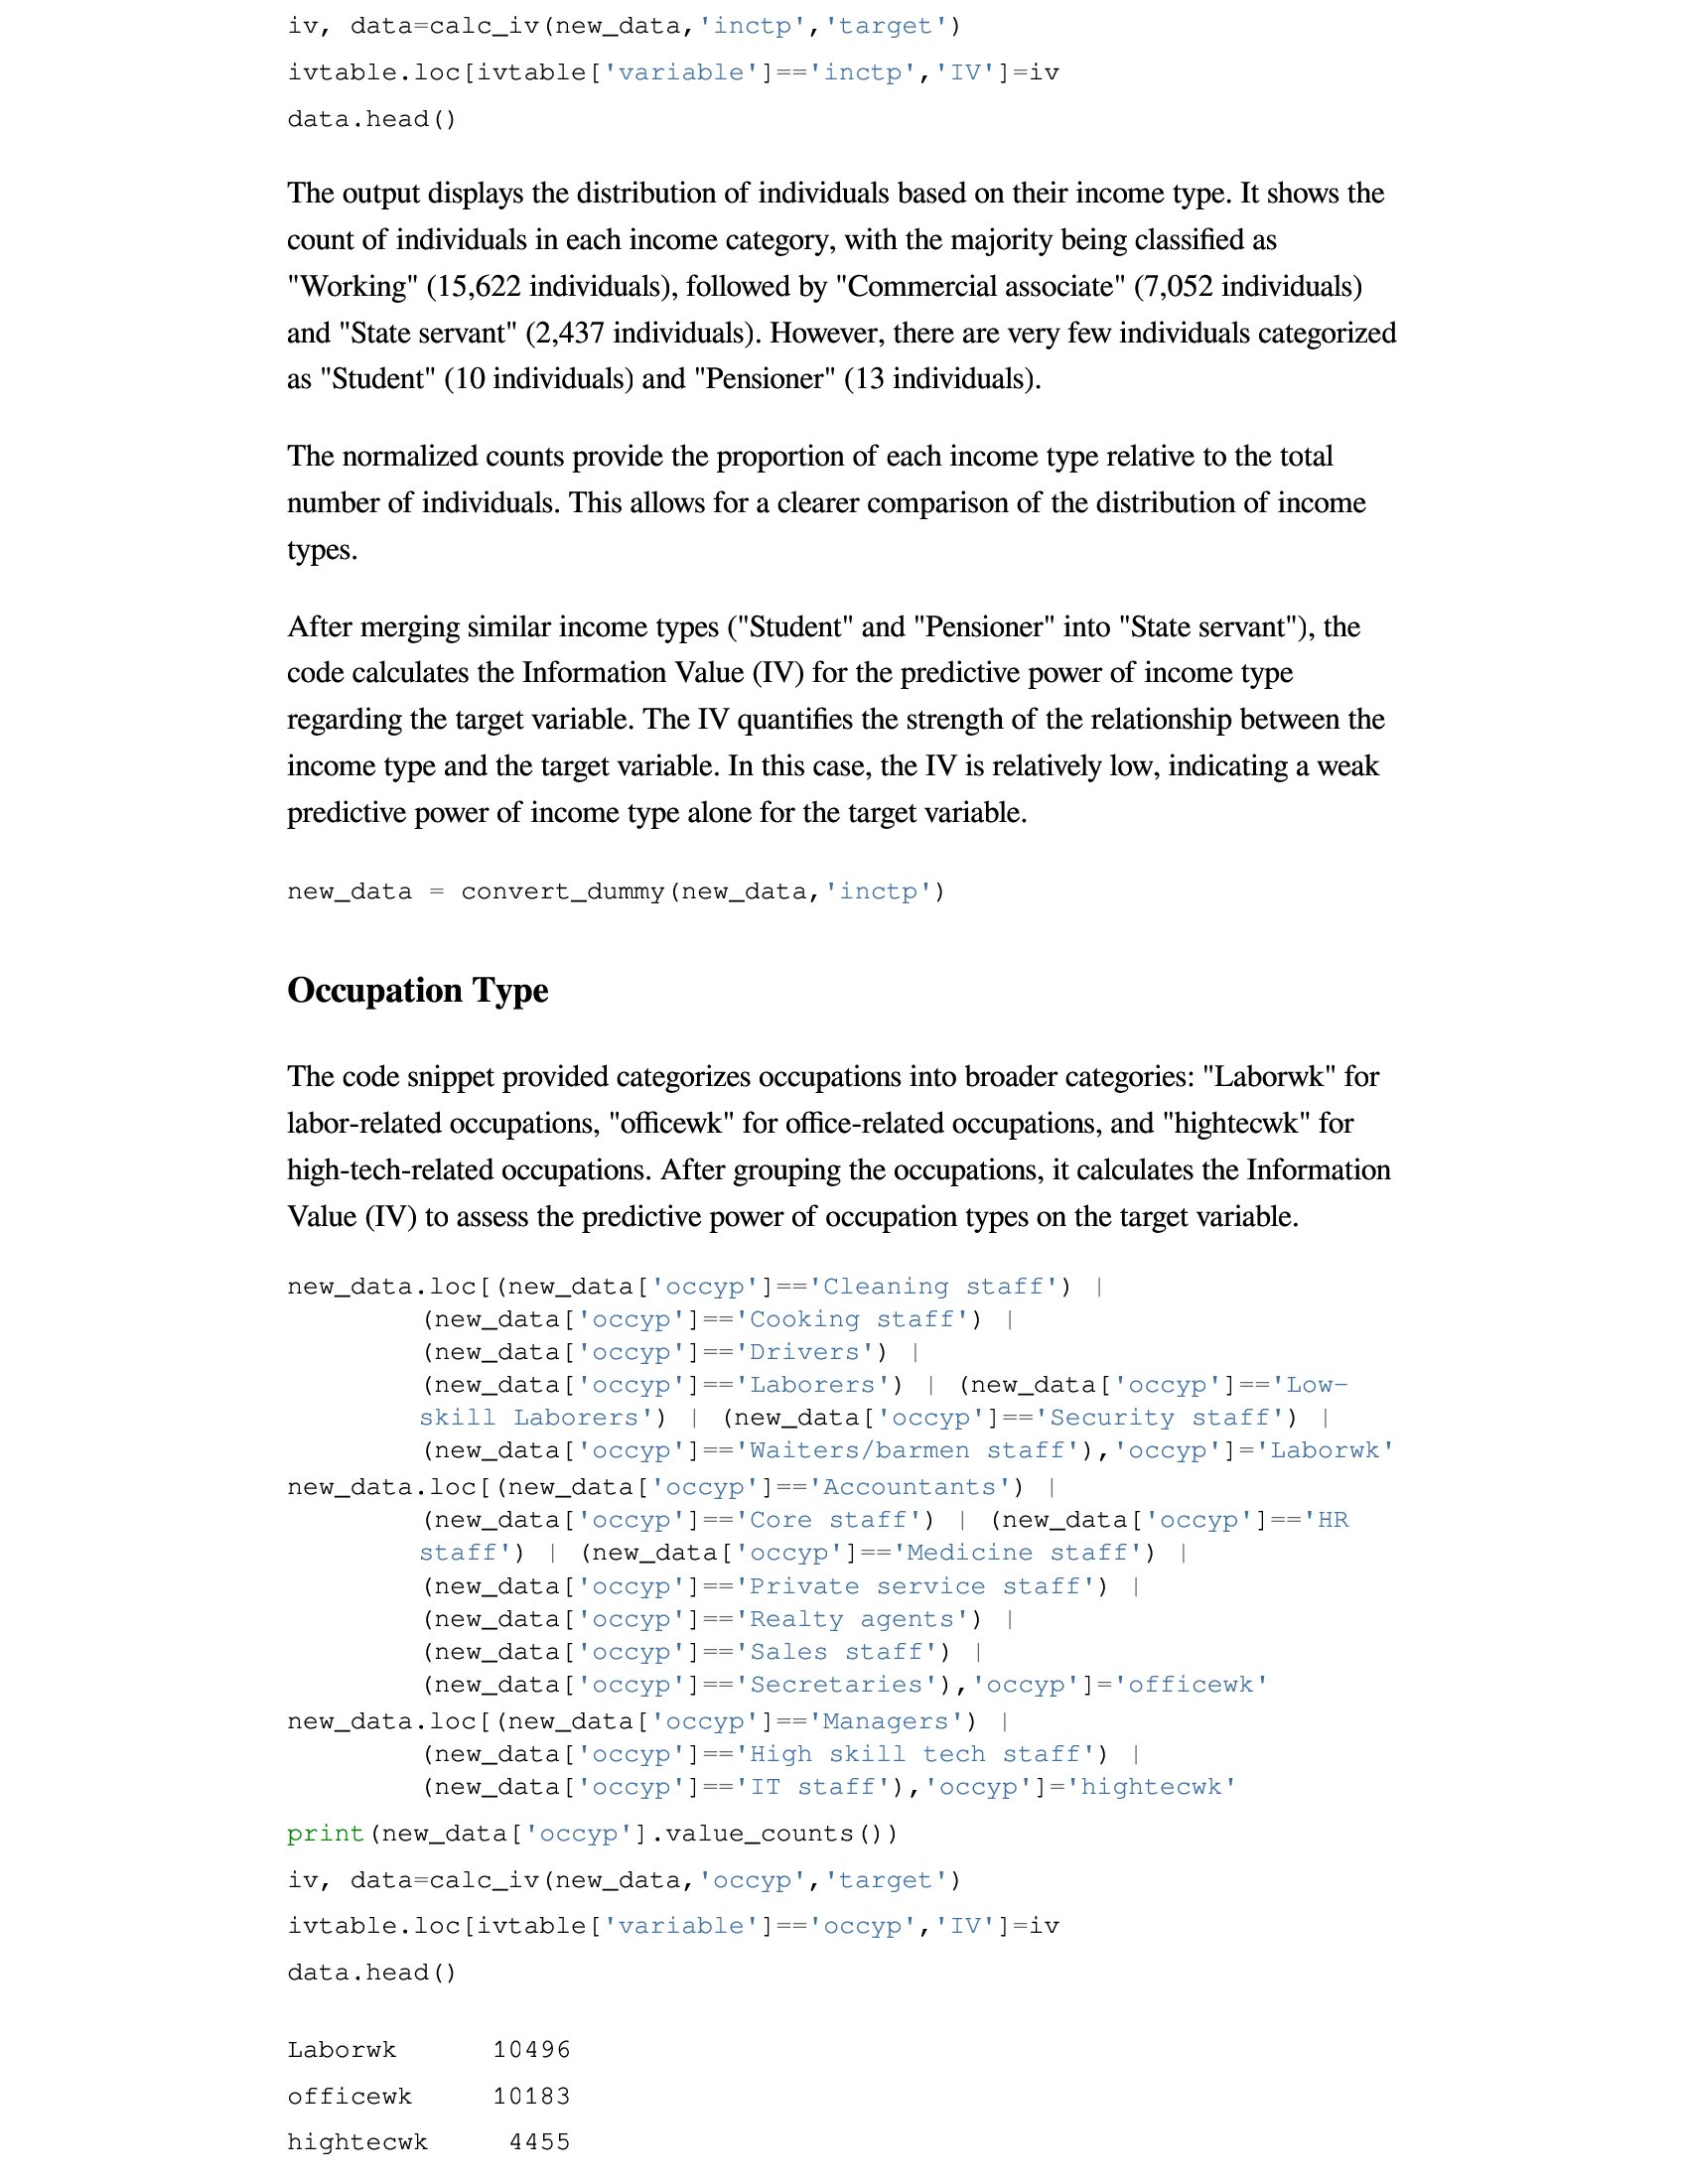 iv, data=calc_iv(new_data,'inctp','target')
ivtable.loc[ivtable['variable']=='inctp','IV']=iv
data.head()
The output displays the distribution of individuals based on their income type. It shows the
count of individuals in each income category, with the majority being classified as
"Working" (15,622 individuals), followed by "Commercial associate" (7,052 individuals)
and "State servant" (2,437 individuals). However, there are very few individuals categorized
as "Student" (10 individuals) and "Pensioner" (13 individuals).
The normalized counts provide the proportion of each income type relative to the total
number of individuals. This allows for a clearer comparison of the distribution of income
types.
After merging similar income types ("Student" and "Pensioner" into "State servant"), the
code calculates the Information Value (IV) for the predictive power of income type
regarding the target variable. The IV quantifies the strength of the relationship between the
income type and the target variable. In this case, the IV is relatively low, indicating a weak
predictive power of income type alone for the target variable.
new_data = convert_dummy(new_data,'inctp')
Occupation Type
The code snippet provided categorizes occupations into broader categories: "Laborwk" for
labor-related occupations, "officewk" for office-related occupations, and "hightecwk" for
high-tech-related occupations. After grouping the occupations, it calculates the Information
Value (IV) to assess the predictive power of occupation types on the target variable.
new_data.loc[(new_data['occyp']=='Cleaning staff') |
(new_data['occyp']=='Cooking staff') |
(new_data['occyp']=='Drivers') |
(new_data['occyp']=='Laborers') | (new_data['occyp']=='Low-
skill Laborers') | (new_data['occyp']=='Security staff') |
(new_data['occyp']=='Waiters/barmen staff'),'occyp']='Laborwk'
new_data.loc[(new_data['occyp']=='Accountants') |
(new_data['occyp']=='Core staff') | (new_data['occyp']=='HR
staff') | (new_data['occyp']=='Medicine staff') |
(new_data['occyp']=='Private service staff') |
(new_data['occyp']=='Realty agents') |
(new_data['occyp']=='Sales staff') |
(new_data['occyp']=='Secretaries'),'occyp']='officewk'
new_data.loc[(new_data['occyp']=='Managers') |
(new_data['occyp']=='High skill tech staff') |
(new_data['occyp']=='IT staff'),'occyp']='hightecwk'
print(new_data['occyp'].value_counts())
iv, data=calc_iv(new_data,'occyp','target')
ivtable.loc[ivtable['variable']=='occyp','IV']=iv
data.head()
Laborwk 10496
officewk 10183
hightecwk 4455